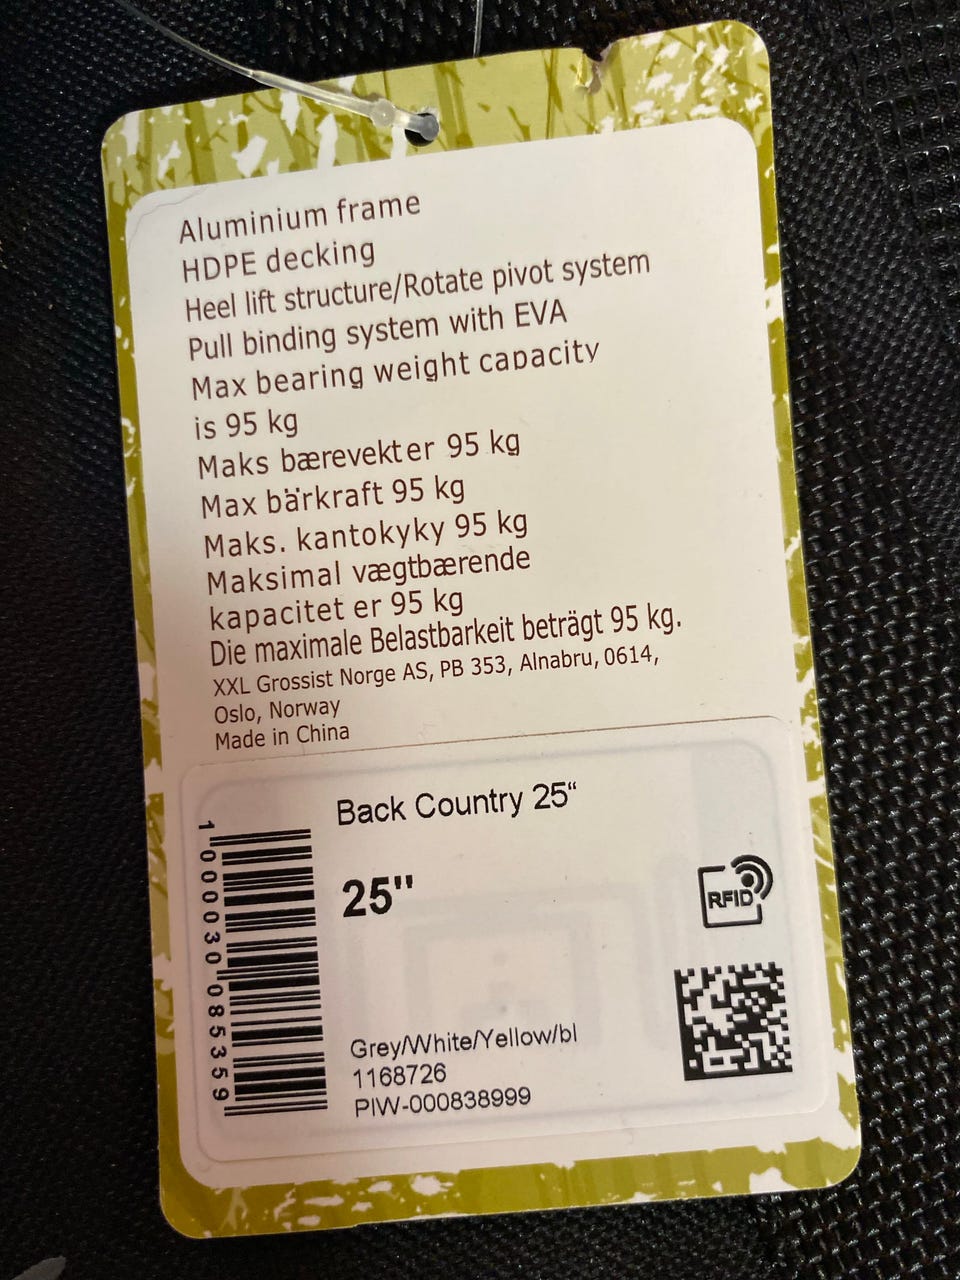 Aluminium frame
HDPE decking
Heel lift structure/Rotate pivot system
Pull binding system with EVA
Max bearing weight capacity
is 95 kg
Maks bærevekter 95 kg
Max bärkraft 95 kg
Maks. kantokyky 95 kg
Maksimal vægtbærende
kapacitet er 95 kg
Die maximale Belastbarkeit beträgt 95 kg.
XXL Grossist Norge AS, PB 353, Alnabru, 0614,
Oslo, Norway
Made in China
Back Country 25“
25"
RFID
1 000030 085359
Grey/White/Yellow/bl
1168726
PIW-000838999